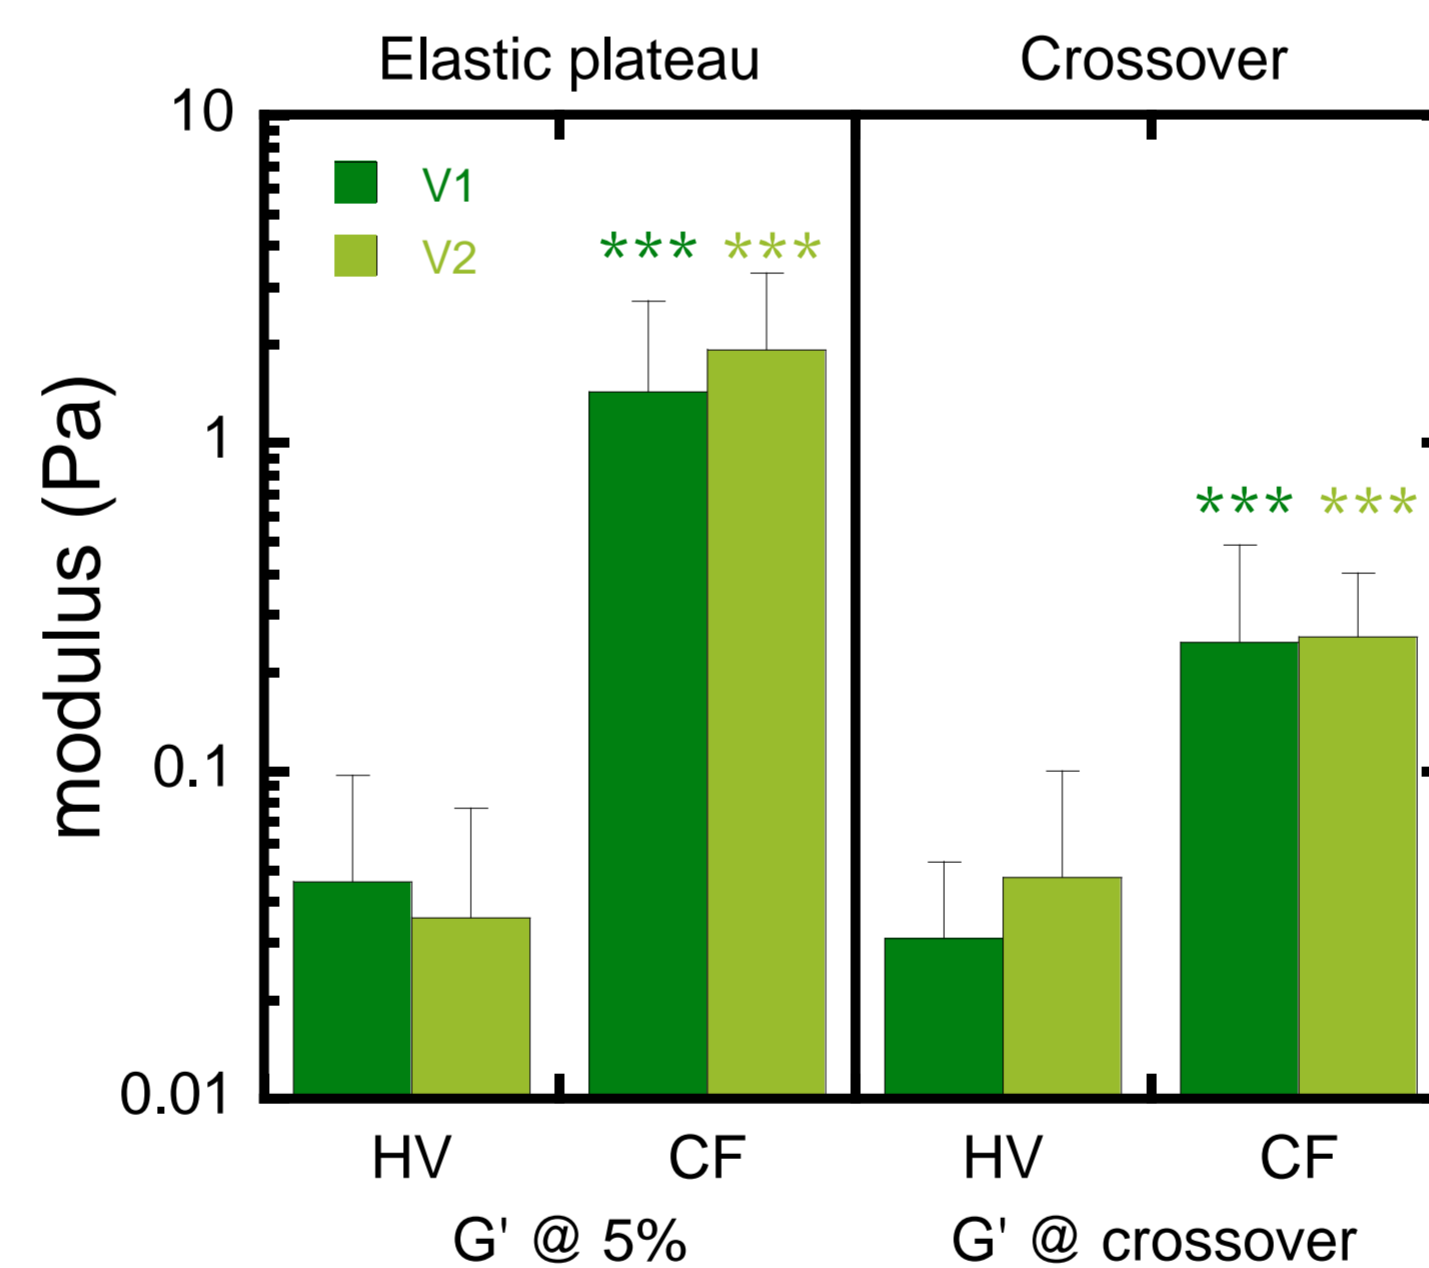 Elastic plateau
Crossover
10
V1
V2
*** ***
1
*** ***
0.1
0.01
modulus (Pa)
HV
CF
HV
CF
G' @ 5%
G' @ crossover